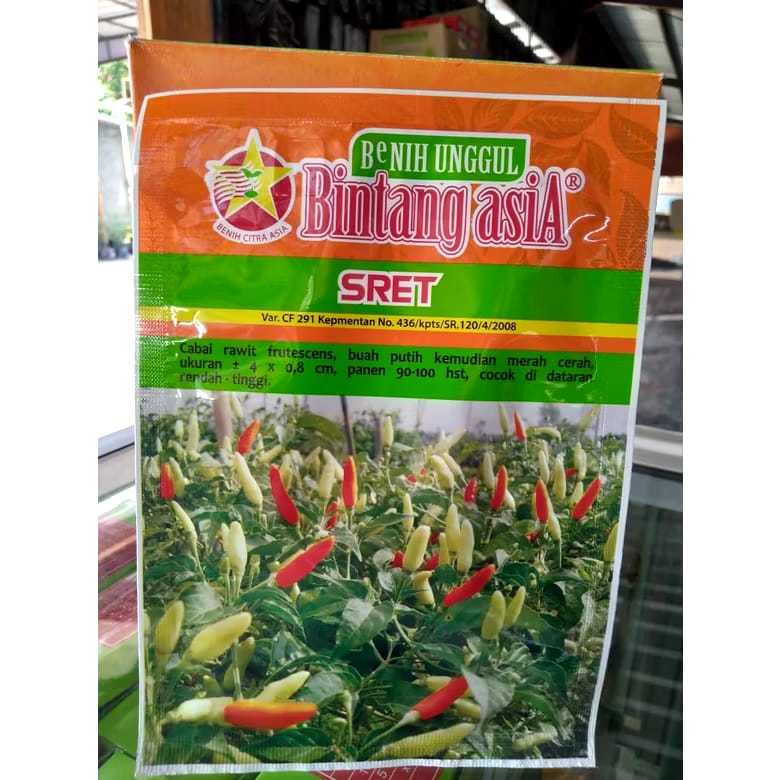 BeNIH UNGGUL
Bintang asiA®
BENIH CITRA ASIA
SRET
Var. CF 291 Kepmentan No. 436/kpts/SR.120/4/2008
Cabai rawit frutescens, buah putih kemudian merah cerah,
ukuran ± 4 x 0,8 cm, panen 90-100 hst, cocok di dataran
rendah - tinggi.